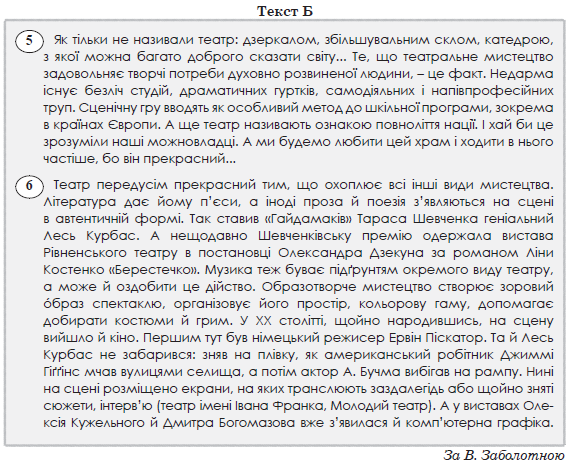 Текст Б
5 Як тільки не називали театр: дзеркалом, збільшувальним склом, катедрою,
з якої можна багато доброго сказати світу... Те, що театральне мистецтво
задовольняє творчі потреби духовно розвиненої людини, – це факт. Недарма
існує безліч студій, драматичних гуртків, самодіяльних і напівпрофесійних
труп. Сценічну гру вводять як особливий метод до шкільної програми, зокрема
в країнах Європи. А ще театр називають ознакою повноліття нації. І хай би це
зрозуміли наші можновладці. А ми будемо любити цей храм і ходити в нього
частіше, бо він прекрасний...
6 Театр передусім прекрасний тим, що охоплює всі інші види мистецтва.
Література дає йому п’єси, а іноді проза й поезія з’являються на сцені
в автентичній формі. Так ставив «Гайдамаків» Тараса Шевченка геніальний
Лесь Курбас. А нещодавно Шевченківську премію одержала вистава
Рівненського театру в постановці Олександра Дзекуна за романом Ліни
Костенко «Берестечко». Музика теж буває підґрунтям окремого виду театру,
а може й оздобити це дійство. Образотворче мистецтво створює зоровий
о́браз спектаклю, організовує його простір, кольорову гаму, допомагає
добирати костюми й грим. У ХХ столітті, щойно народившись, на сцену
вийшло й кіно. Першим тут був німецький режисер Ервін Піскатор. Та й Лесь
Курбас не забарився: зняв на плівку, як американський робітник Джиммі
Гіґґінс мчав вулицями селища, а потім актор А. Бучма вибігав на рампу. Нині
на сцені розміщено екрани, на яких транслюють заздалегідь або щойно зняті
сюжети, інтерв’ю (театр імені Івана Франка, Молодий театр). А у виставах Оле-
ксія Кужельного й Дмитра Богомазова вже з’явилася й комп’ютерна графіка.
За В. Заболотною